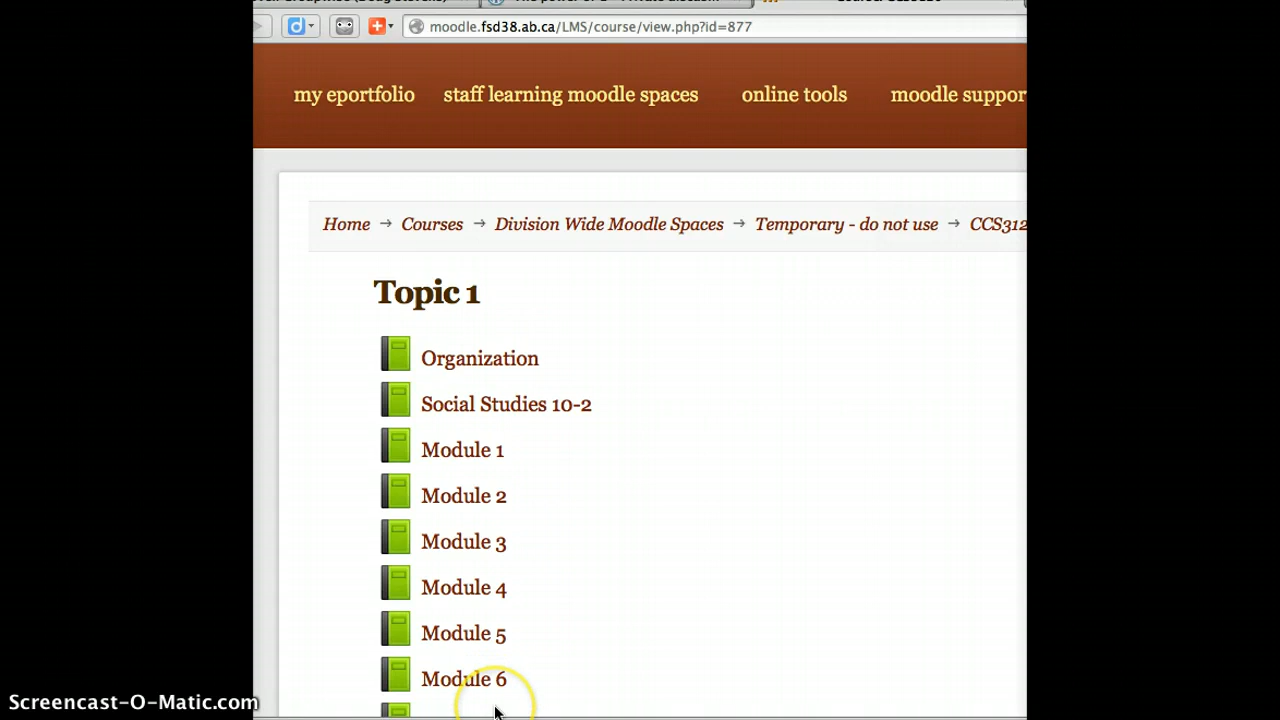 moodle.fsd38.ab.ca/LMS/course/view.php?id=877
my eportfolio staff learning moodle spaces online tools moodle suppor
Home → Courses → Division Wide Moodle Spaces → Temporary - do not use → CCS312
Topic 1
Organization
Social Studies 10-2
Module 1
Module 2
Module 3
Module 4
Module 5
Module 6
Screencast-O-Matic.com